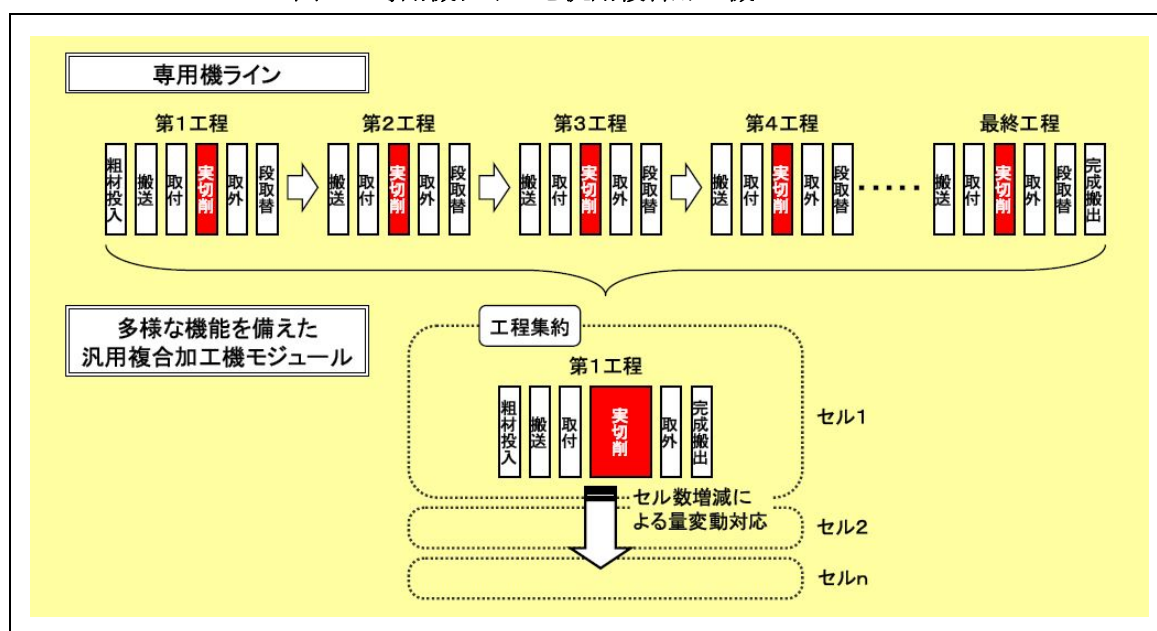 専用機ライン
第1工程 第2工程 第3工程 第4工程 最終工程
粗材投入 搬送 取付 実切削 取外 段取替 搬送 取付 実切削 取外 段取替 搬送 取付 実切削 取外 段取替 搬送 取付 実切削 取外 段取替 ・・・・・ 搬送 取付 実切削 取外 段取替 完成搬出
多様な機能を備えた
汎用複合加工機モジュール
工程集約
第1工程
粗材投入 搬送 取付 実切削 取外 完成搬出
セル1
セル数増減に
よる量変動対応
セル2
セルn